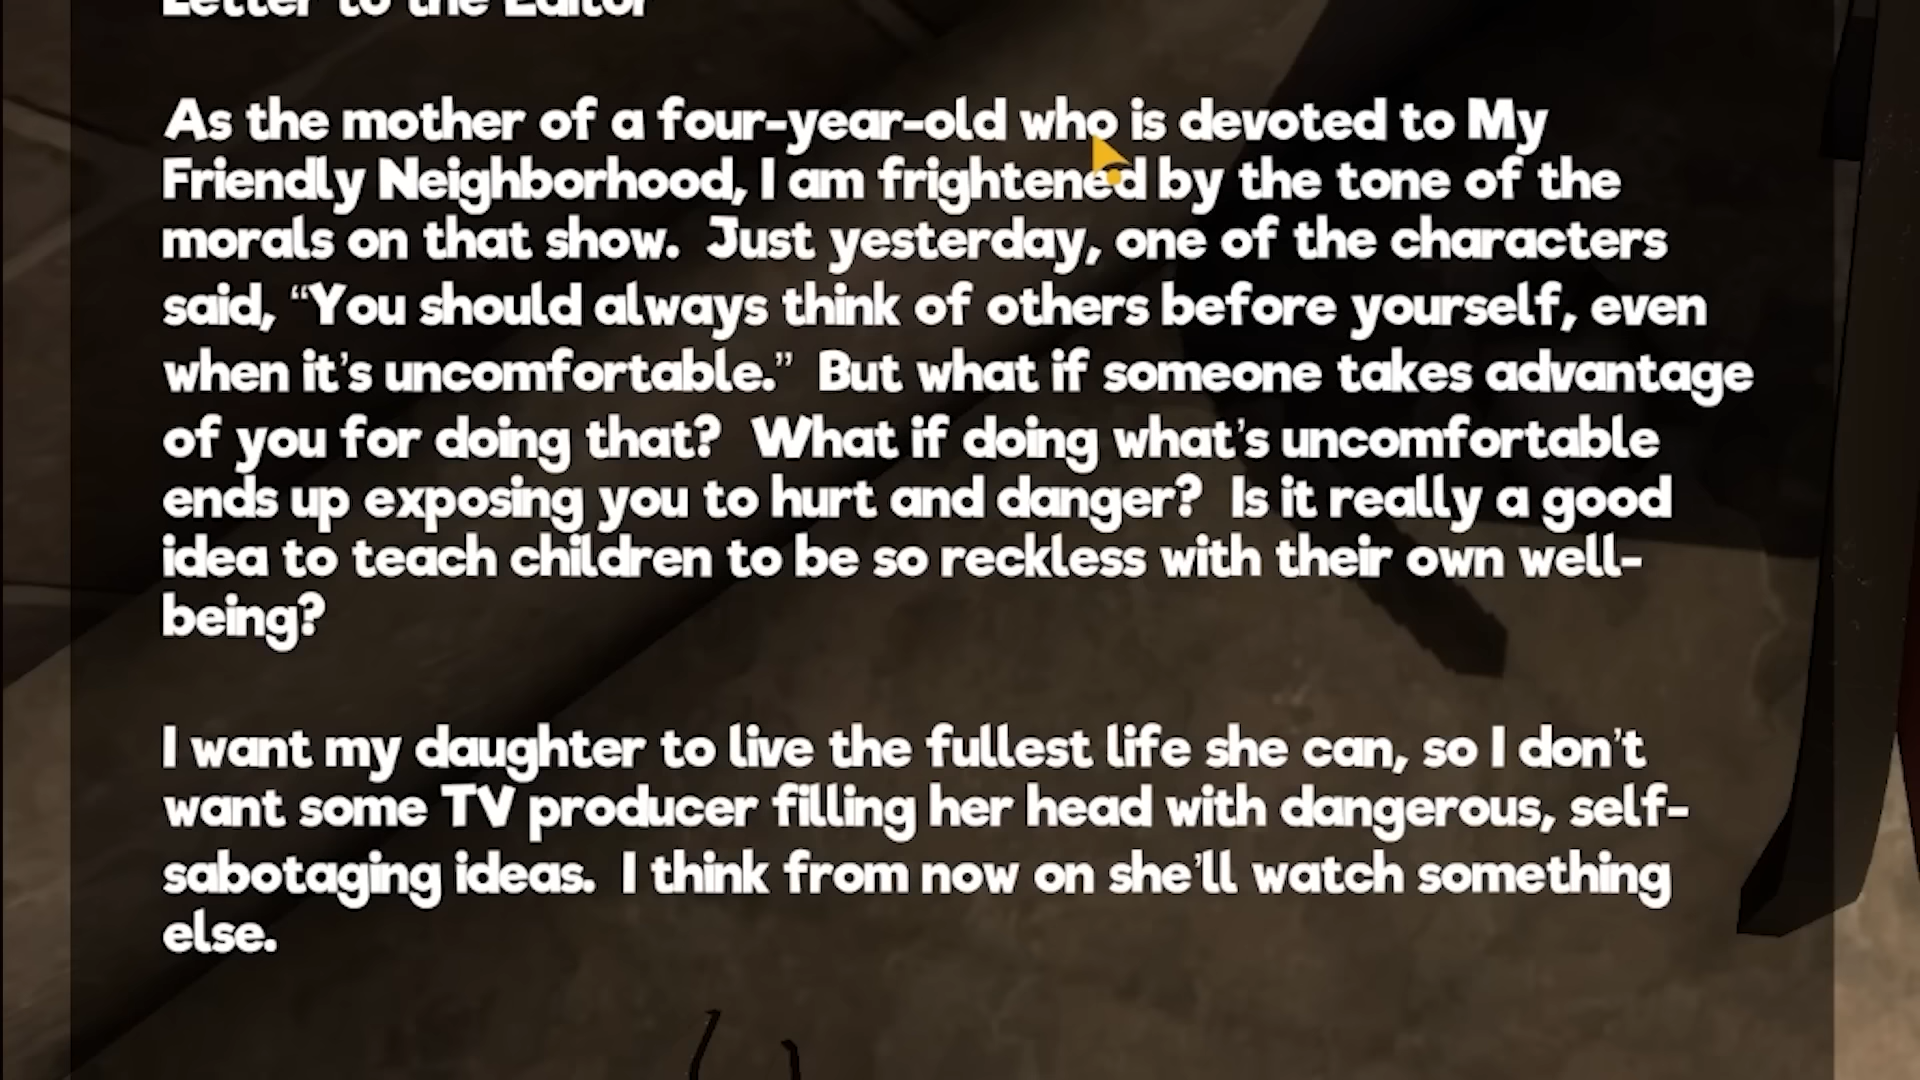 Letter to the Editor
As the mother of a four-year-old who is devoted to My
Friendly Neighborhood, I am frightened by the tone of the
morals on that show.  Just yesterday, one of the characters
said, “You should always think of others before yourself, even
when it’s uncomfortable.”  But what if someone takes advantage
of you for doing that?  What if doing what’s uncomfortable
ends up exposing you to hurt and danger?  Is it really a good
idea to teach children to be so reckless with their own well-
being?
I want my daughter to live the fullest life she can, so I don’t
want some TV producer filling her head with dangerous, self-
sabotaging ideas.  I think from now on she’ll watch something
else.